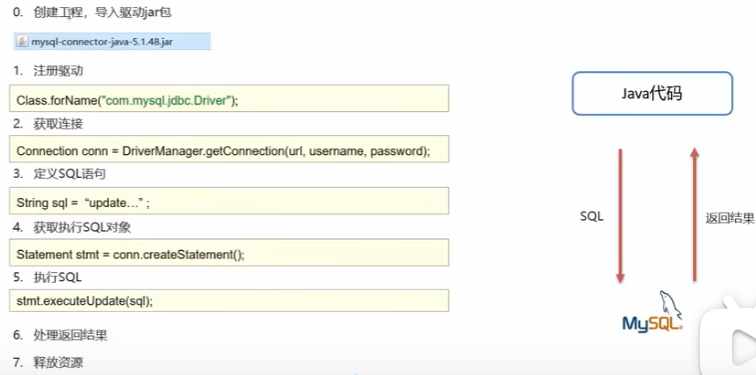 0. 创建工程，导入驱动jar包
mysql-connector-java-5.1.48.jar
1. 注册驱动
Class.forName("com.mysql.jdbc.Driver");
2. 获取连接
Connection conn = DriverManager.getConnection(url, username, password);
3. 定义SQL语句
String sql = “update…” ;
4. 获取执行SQL对象
Statement stmt = conn.createStatement();
5. 执行SQL
stmt.executeUpdate(sql);
6. 处理返回结果
7. 释放资源
Java代码
SQL
返回结果
MySQL